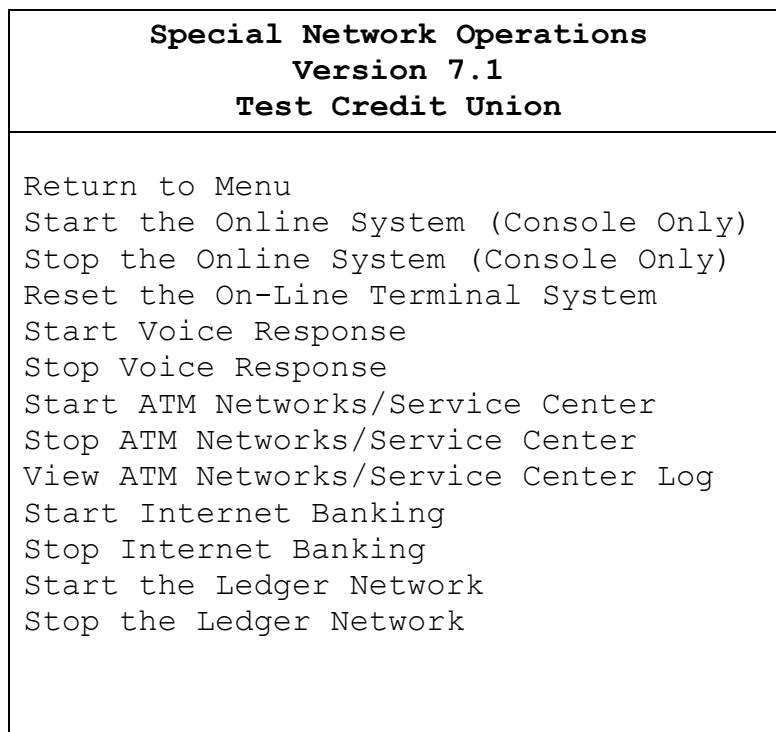 Special Network Operations
Version 7.1
Test Credit Union
Return to Menu
Start the Online System (Console Only)
Stop the Online System (Console Only)
Reset the On-Line Terminal System
Start Voice Response
Stop Voice Response
Start ATM Networks/Service Center
Stop ATM Networks/Service Center
View ATM Networks/Service Center Log
Start Internet Banking
Stop Internet Banking
Start the Ledger Network
Stop the Ledger Network